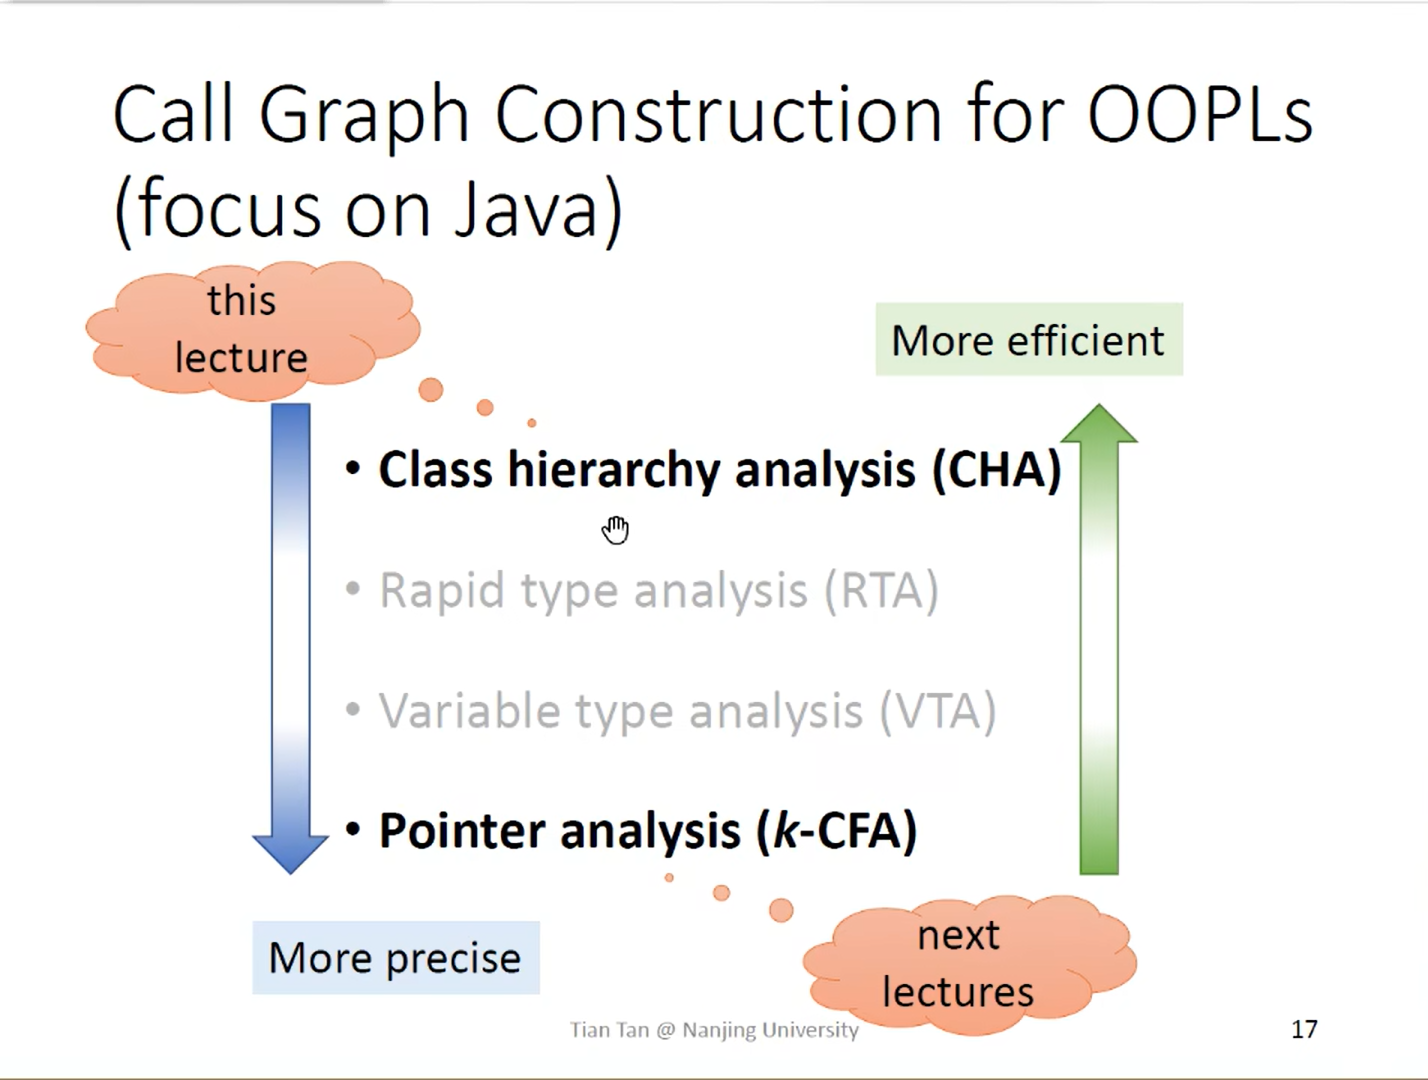 Call Graph Construction for OOPLs
(focus on Java)
this
lecture
More efficient
• Class hierarchy analysis (CHA)
• Rapid type analysis (RTA)
• Variable type analysis (VTA)
• Pointer analysis (k-CFA)
More precise
next
lectures
Tian Tan @ Nanjing University
17